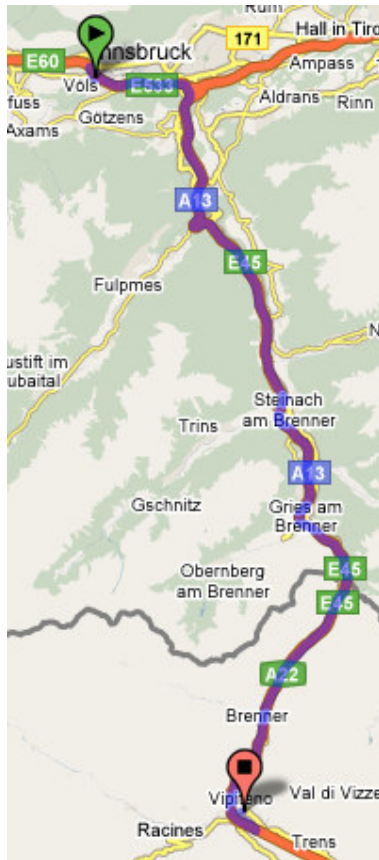 Rum
Hall in Tiro
171
E60
nnsbruck
Ampass
Völs
E533
Aldrans
Rinn
fuss
Axams
Götzens
A13
E45
Fulpmes
N
ustift im
ubaital
Steinach
am Brenner
Trins
A13
Gschnitz
Gries am
Brenner
Obernberg
am Brenner
E45
E45
A22
Brenner
Vipiteno
Val di Vizze
Racines
Trens